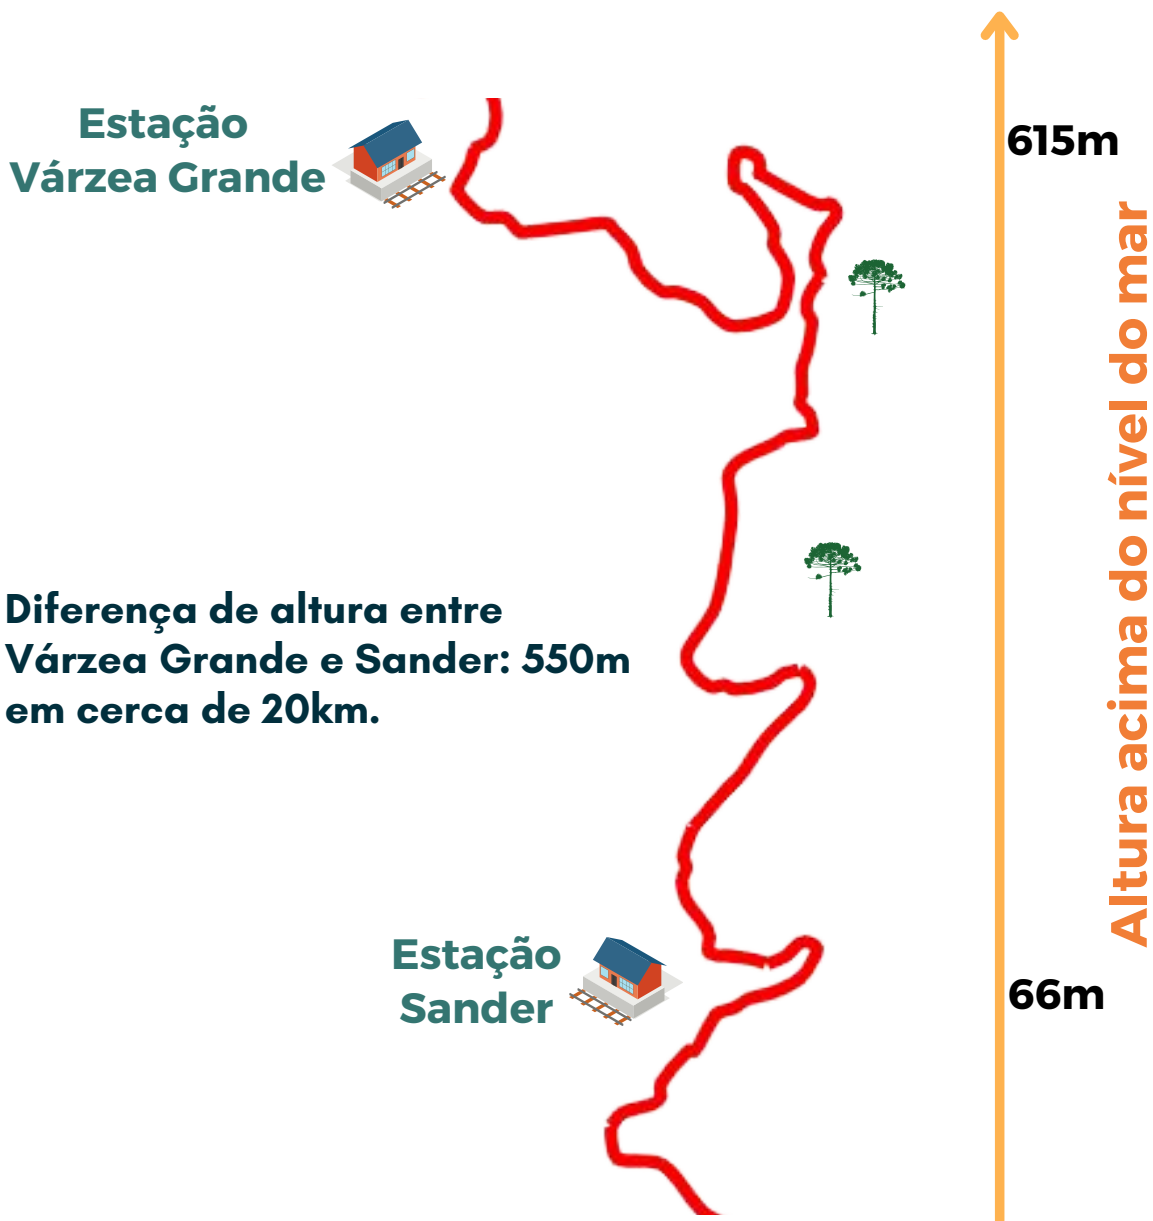 Estação
Várzea Grande
615m
Altura acima do nível do mar
Diferença de altura entre
Várzea Grande e Sander: 550m
em cerca de 20km.
Estação
Sander
66m